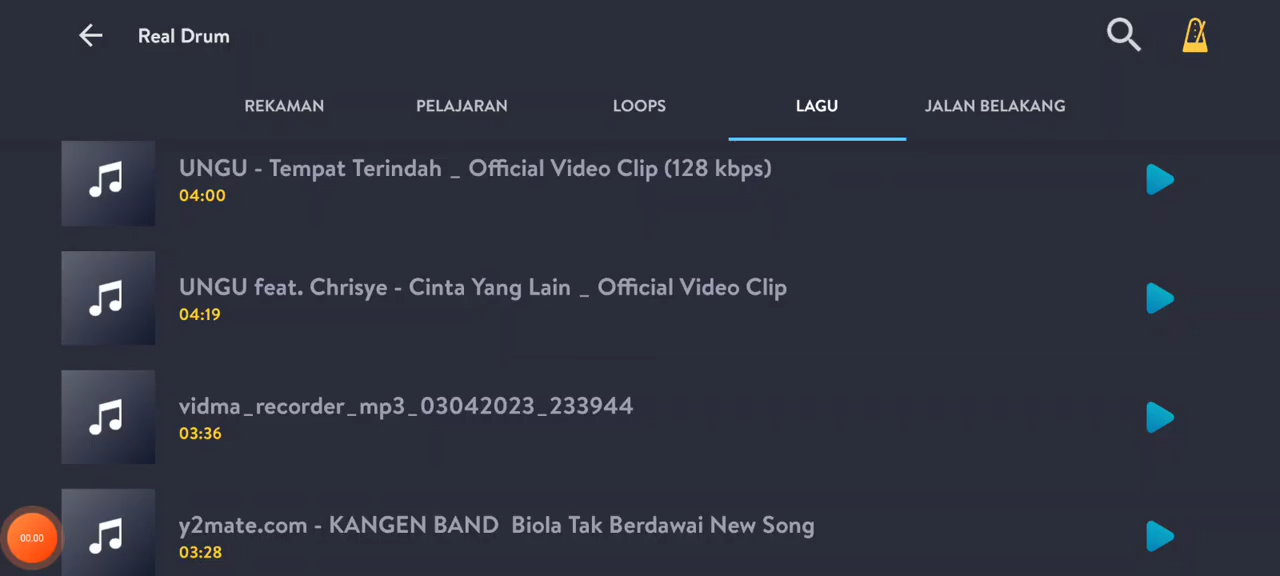 Real Drum
REKAMAN
PELAJARAN
LOOPS
LAGU
JALAN BELAKANG
UNGU - Tempat Terindah _ Official Video Clip (128 kbps)
04:00
UNGU feat. Chrisye - Cinta Yang Lain _ Official Video Clip
04:19
vidma_recorder_mp3_03042023_233944
03:36
y2mate.com - KANGEN BAND Biola Tak Berdawai New Song
03:28
00.00